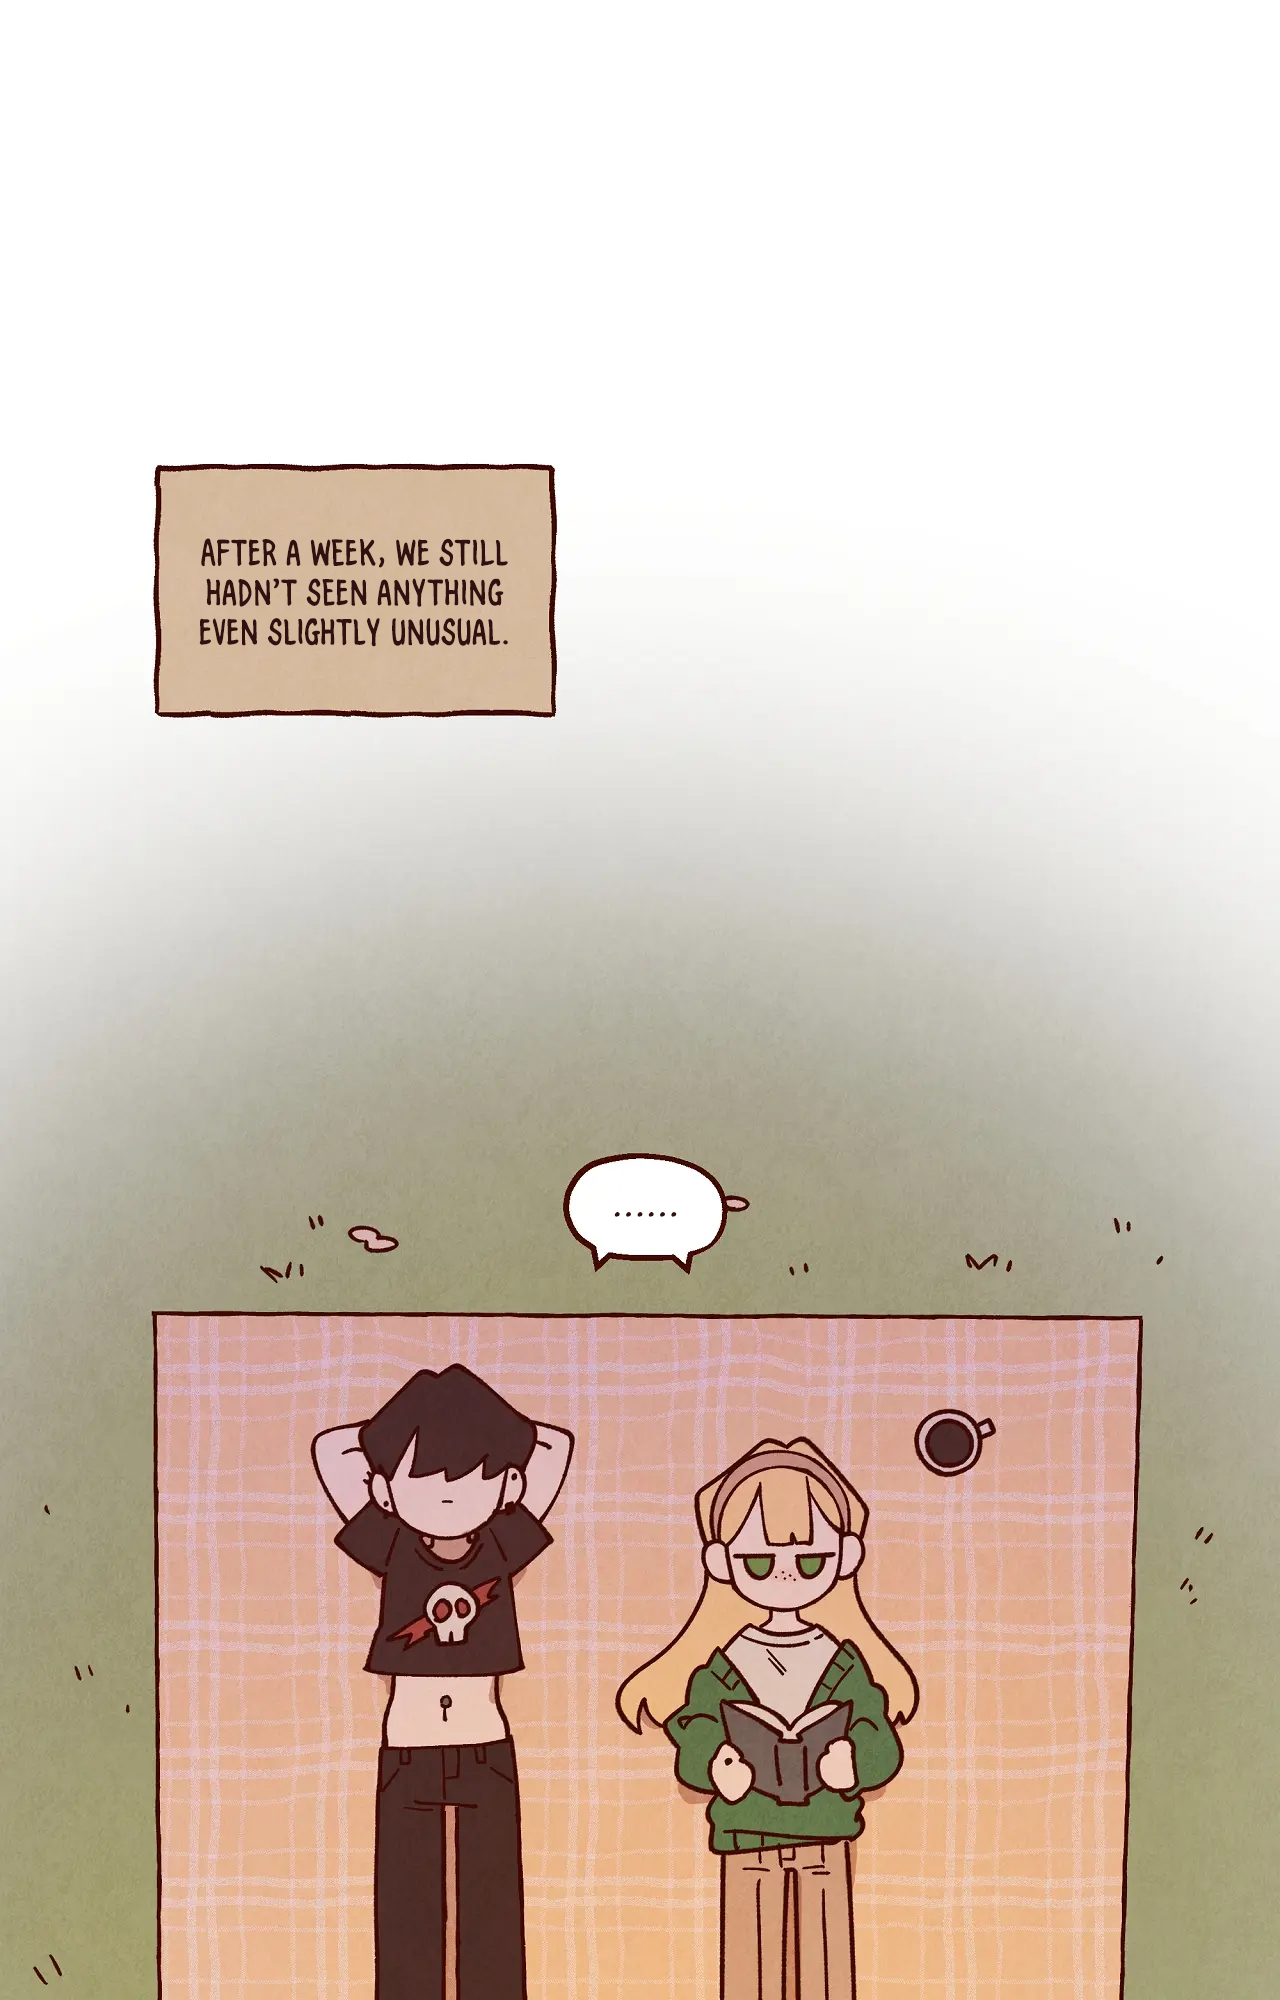 AFTER A WEEK, WE STILL
HADN'T SEEN ANYTHING
EVEN SLIGHTLY UNUSUAL.
......